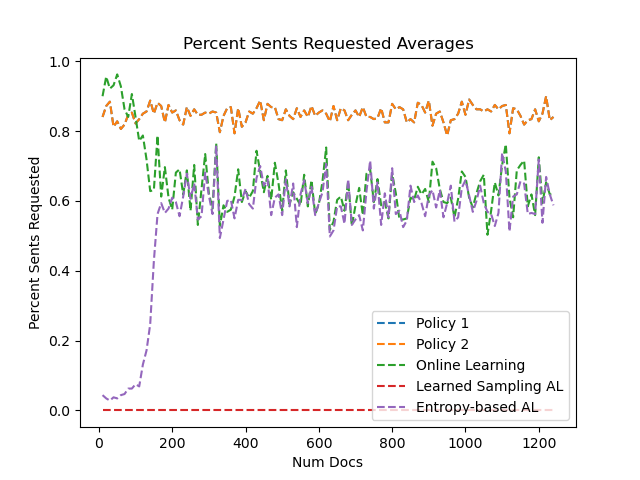 Percent Sents Requested Averages
Percent Sents Requested
1.0
0.8
0.6
0.4
0.2
0.0
Policy 1
Policy 2
Online Learning
Learned Sampling AL
Entropy-based AL
0 200 400 600 800 1000 1200
Num Docs